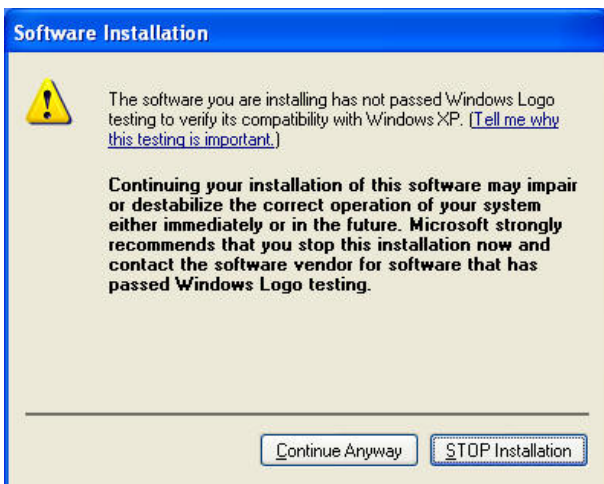 Software Installation
The software you are installing has not passed Windows Logo
testing to verify its compatibility with Windows XP. (Tell me why
this testing is important.)
Continuing your installation of this software may impair
or destabilize the correct operation of your system
either immediately or in the future. Microsoft strongly
recommends that you stop this installation now and
contact the software vendor for software that has
passed Windows Logo testing.
Continue Anyway
STOP Installation